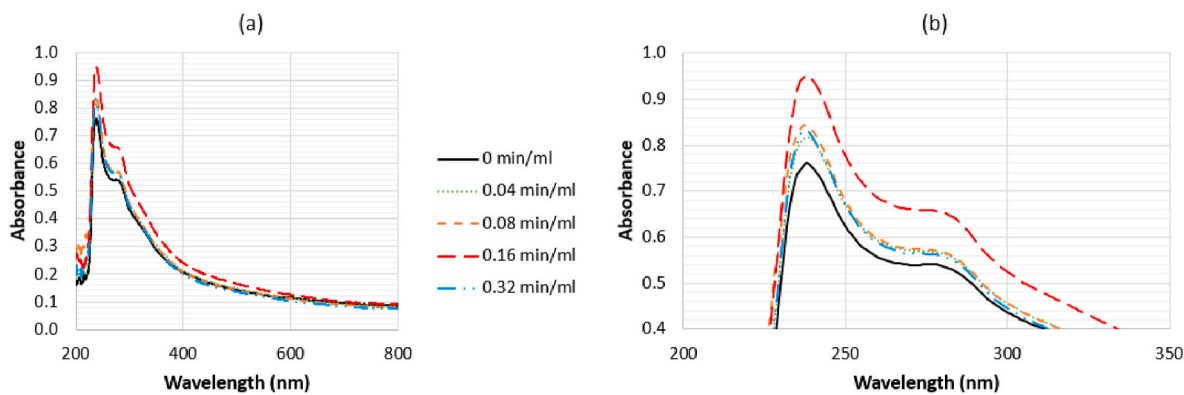 (a)
1.0
0.9
0.8
0.7
0.6
0.5
0.4
0.3
0.2
0.1
0.0
Absorbance
200 400 600 800
Wavelength (nm)
0 min/ml
0.04 min/ml
0.08 min/ml
0.16 min/ml
0.32 min/ml
(b)
1.0
0.9
0.8
0.7
0.6
0.5
0.4
Absorbance
200 250 300 350
Wavelength (nm)